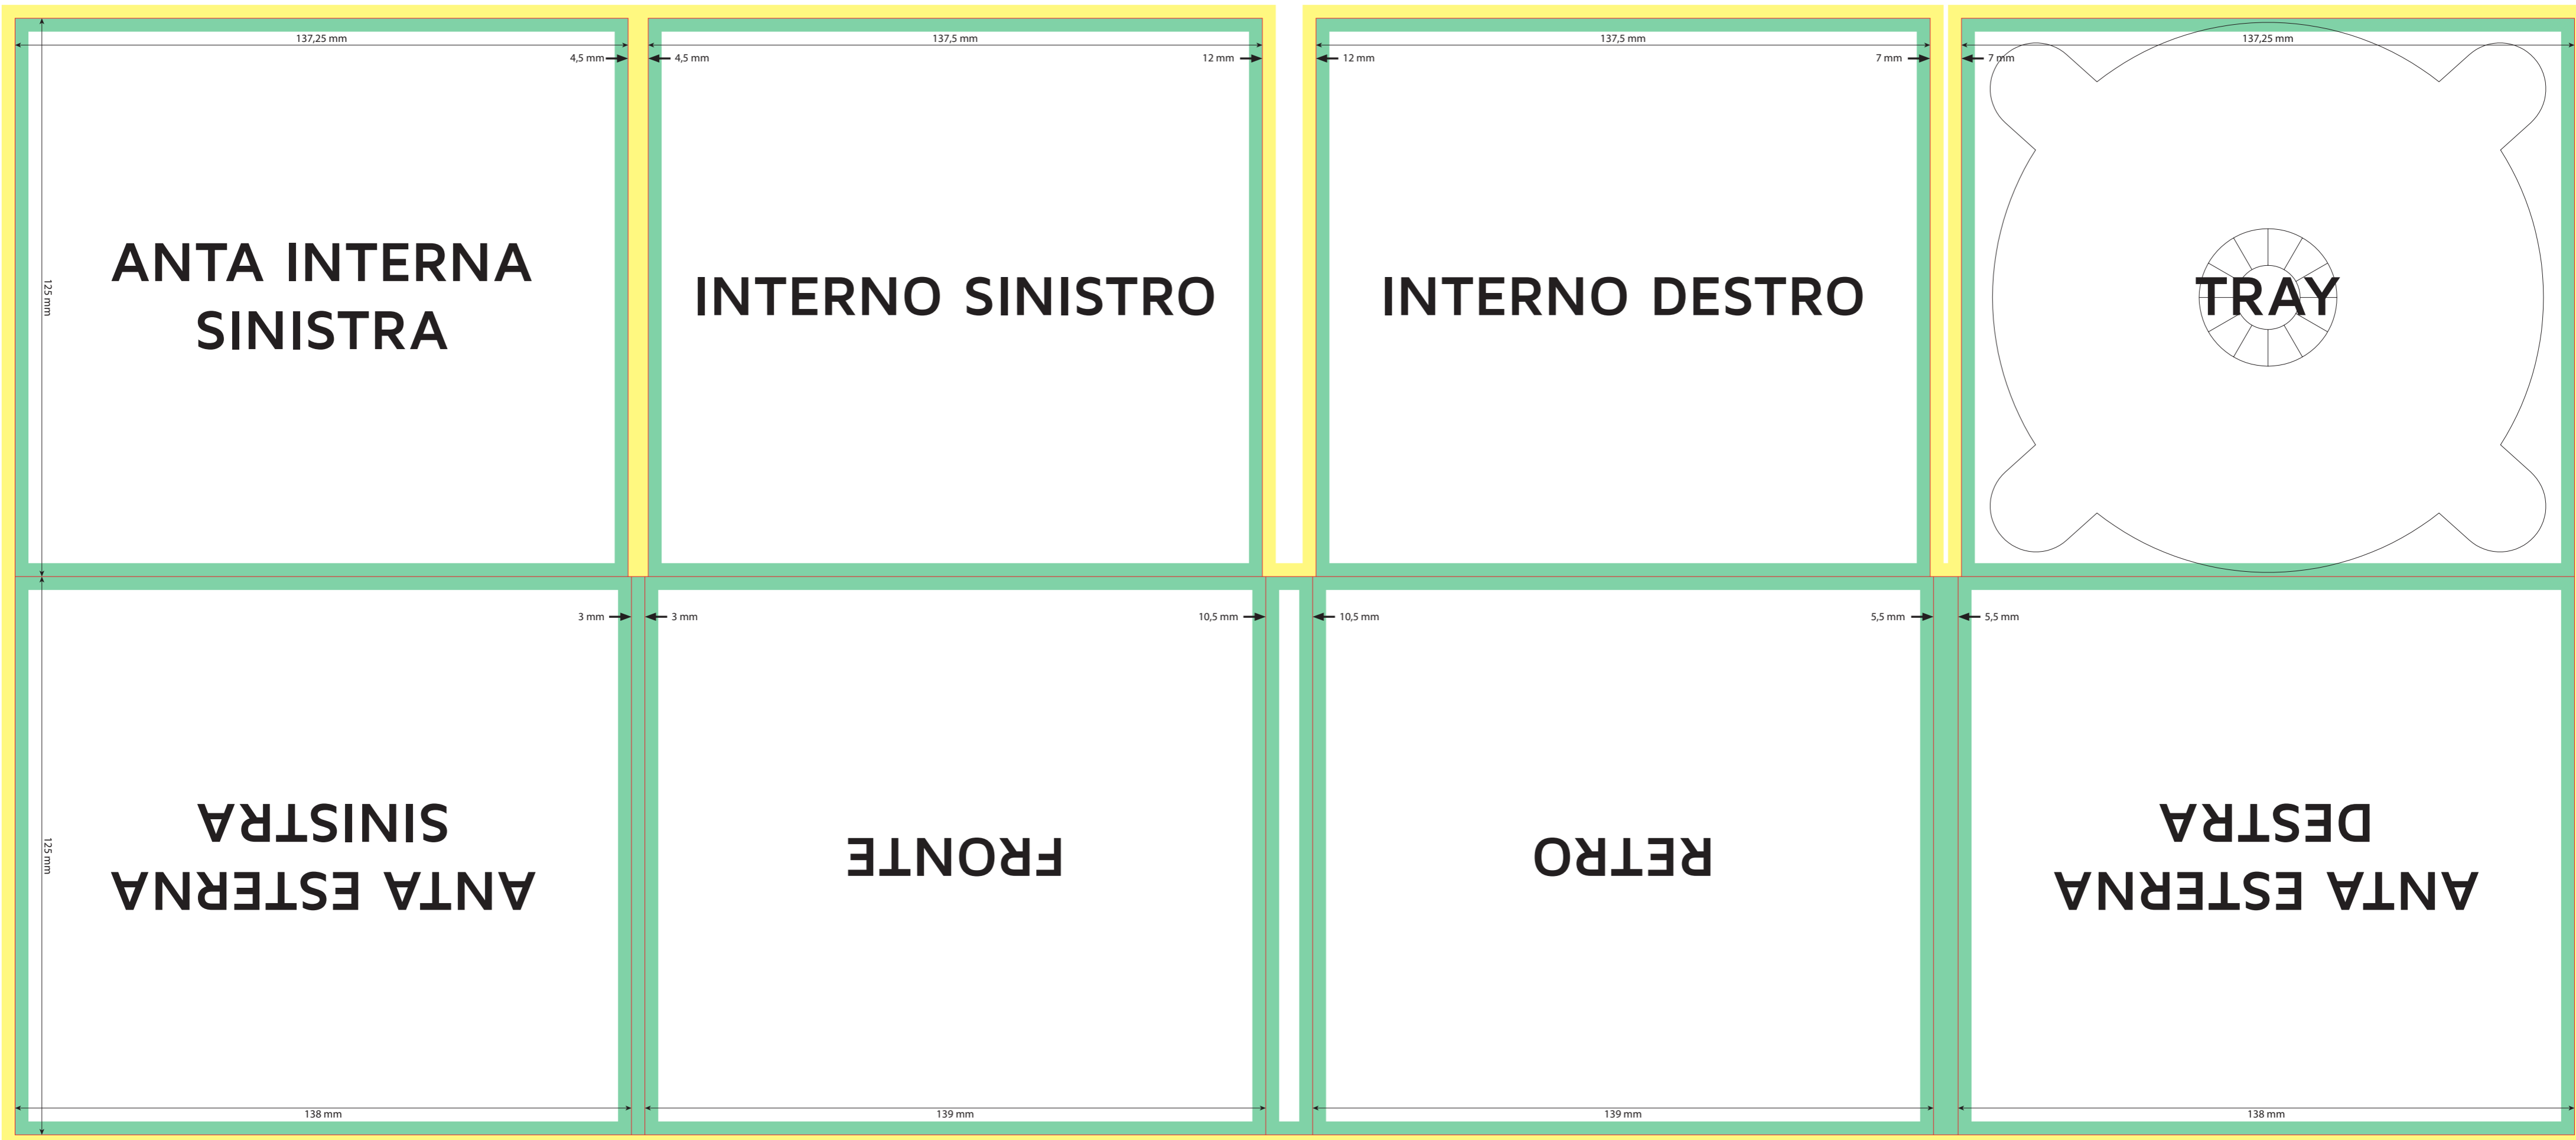 137,25 mm
137,5 mm
137,5 mm
137,25 mm
4,5 mm
4,5 mm
12 mm
12 mm
7 mm
7 mm
125 mm
ANTA INTERNA
SINISTRA
INTERNO SINISTRO
INTERNO DESTRO
TRAY
3 mm
3 mm
10,5 mm
10,5 mm
5,5 mm
5,5 mm
125 mm
ANTA ESTERNA
SINISTRA
FRONTE
RETRO
ANTA ESTERNA
DESTRA
138 mm
139 mm
139 mm
138 mm